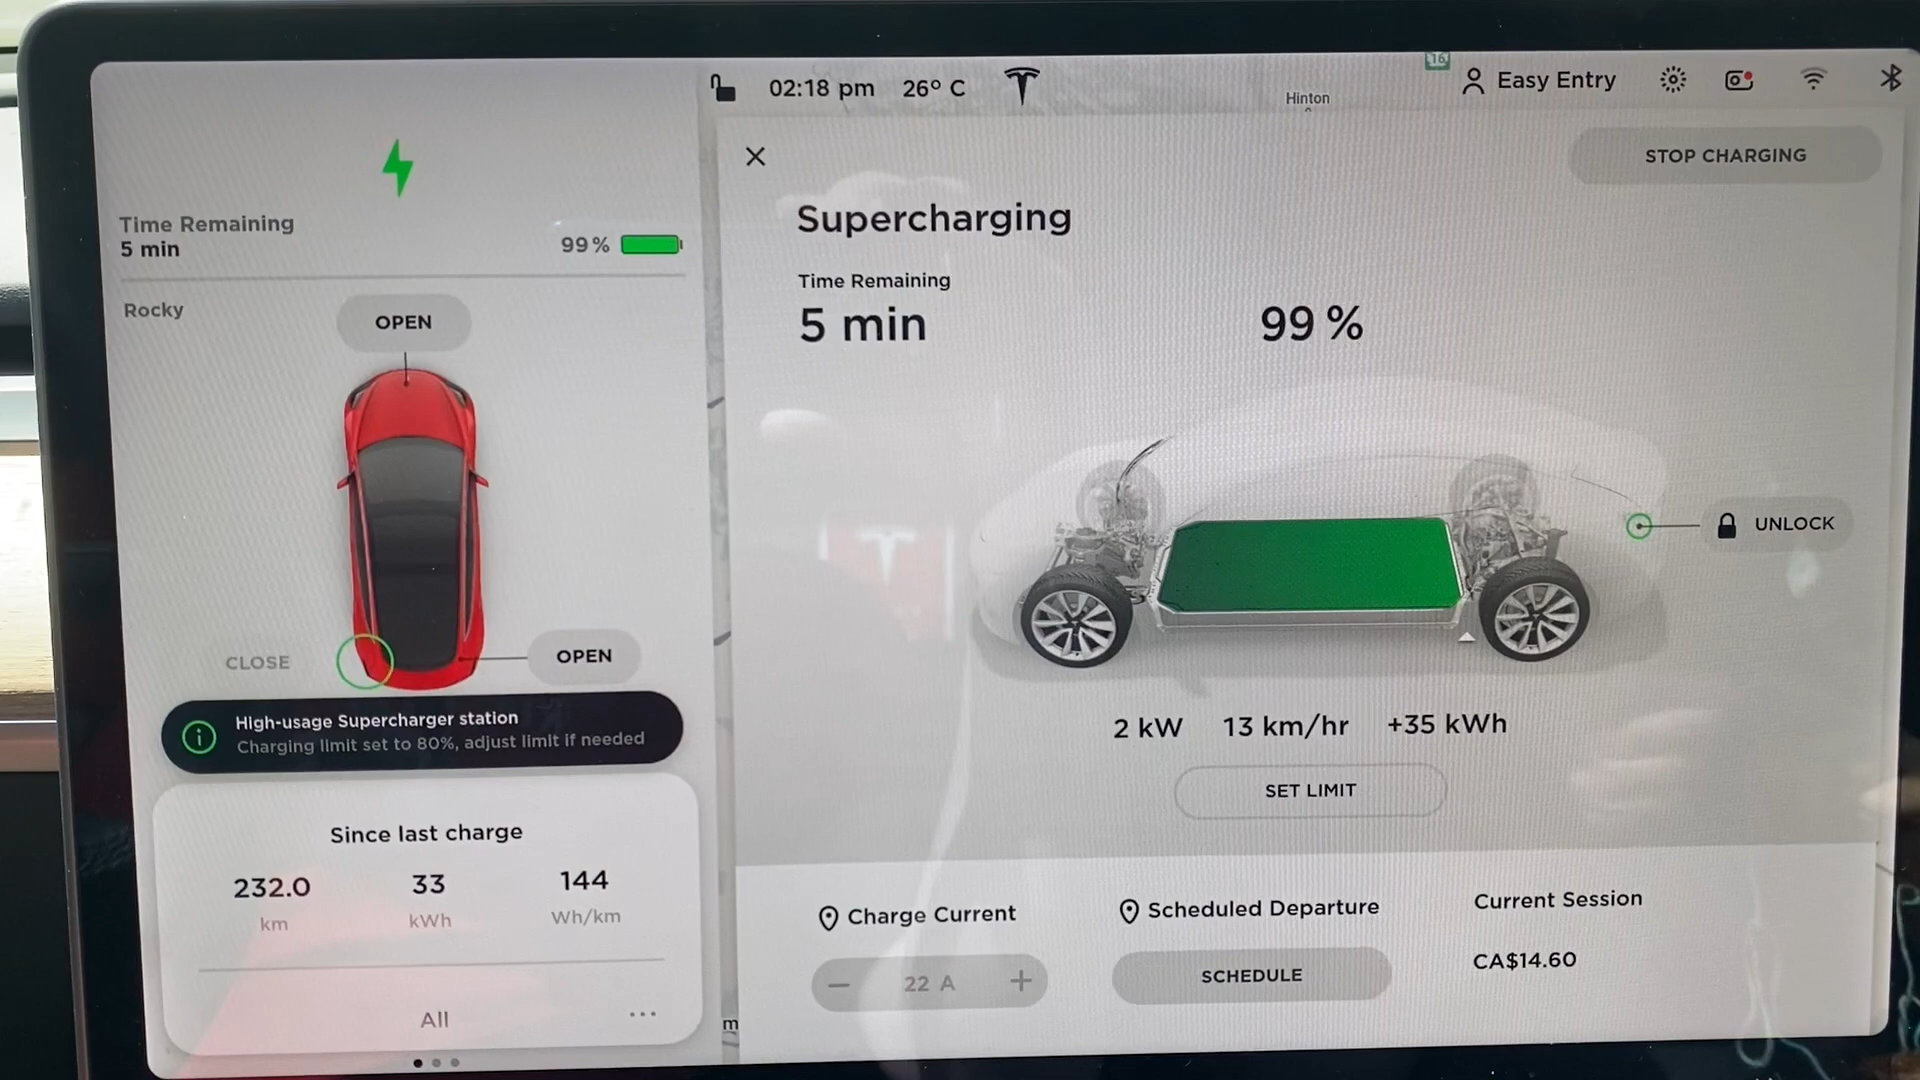 02:18 pm
26° C
16
Hinton
Easy Entry
Time Remaining
5 min
99 %
Rocky
OPEN
CLOSE
OPEN
High-usage Supercharger station
Charging limit set to 80%, adjust limit if needed
Since last charge
232.0
33
144
km
kWh
Wh/km
All
STOP CHARGING
Supercharging
Time Remaining
5 min
99 %
UNLOCK
2 kW
13 km/hr
+35 kWh
SET LIMIT
Charge Current
22 A
Scheduled Departure
SCHEDULE
Current Session
CA$14.60
m